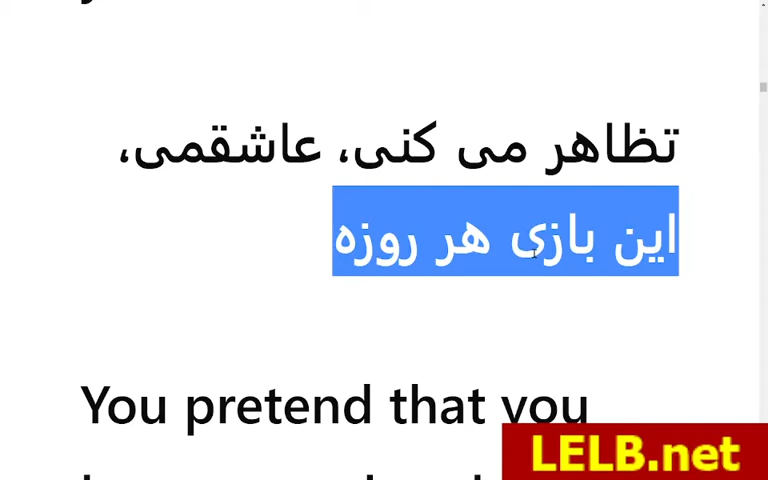 تظاهر می کنی، عاشقمی،
این بازی هر روزه
You pretend that you
LELB.net